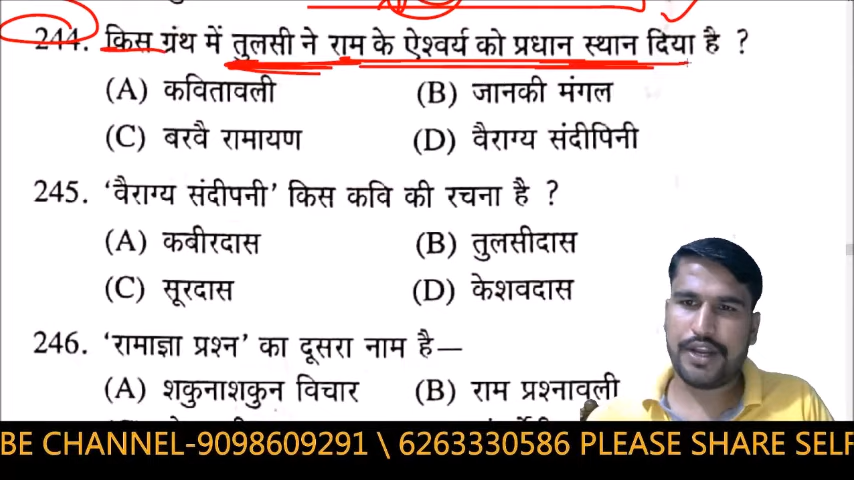 244. किस ग्रंथ में तुलसी ने राम के ऐश्वर्य को प्रधान स्थान दिया है ?
(A) कवितावली (B) जानकी मंगल
(C) बरवै रामायण (D) वैराग्य संदीपिनी
245. ‘वैराग्य संदीपनी’ किस कवि की रचना है ?
(A) कबीरदास (B) तुलसीदास
(C) सूरदास (D) केशवदास
246. ‘रामाज्ञा प्रश्न’ का दूसरा नाम है—
(A) शकुनाशकुन विचार (B) राम प्रश्नावली
BE CHANNEL-9098609291 \ 6263330586 PLEASE SHARE SELF